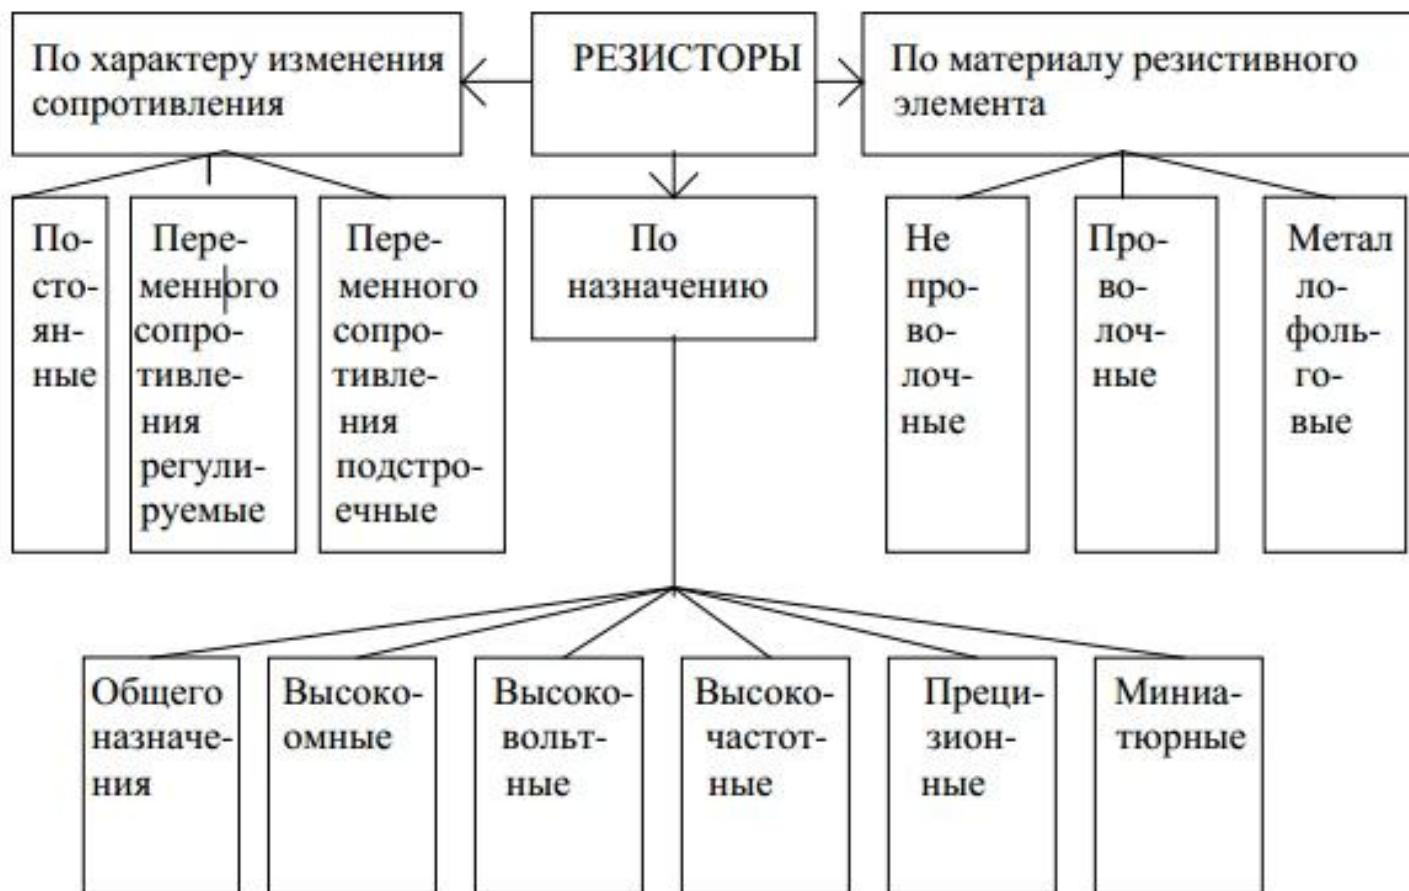 По характеру изменения
сопротивления
РЕЗИСТОРЫ
По материалу резистивного
элемента
По-
сто-
ян-
ные
Пере-
менного
сопро-
тивле-
ния
регули-
руемые
Пере-
менного
сопро-
тивле-
ния
подстро-
ечные
По
назначению
Не
про-
во-
лоч-
ные
Про-
во-
лоч-
ные
Метал
ло-
фоль-
го-
вые
Общего
назначе-
ния
Высоко-
омные
Высоко-
вольт-
ные
Высоко-
частот-
ные
Преци-
зион-
ные
Миниа-
тюрные